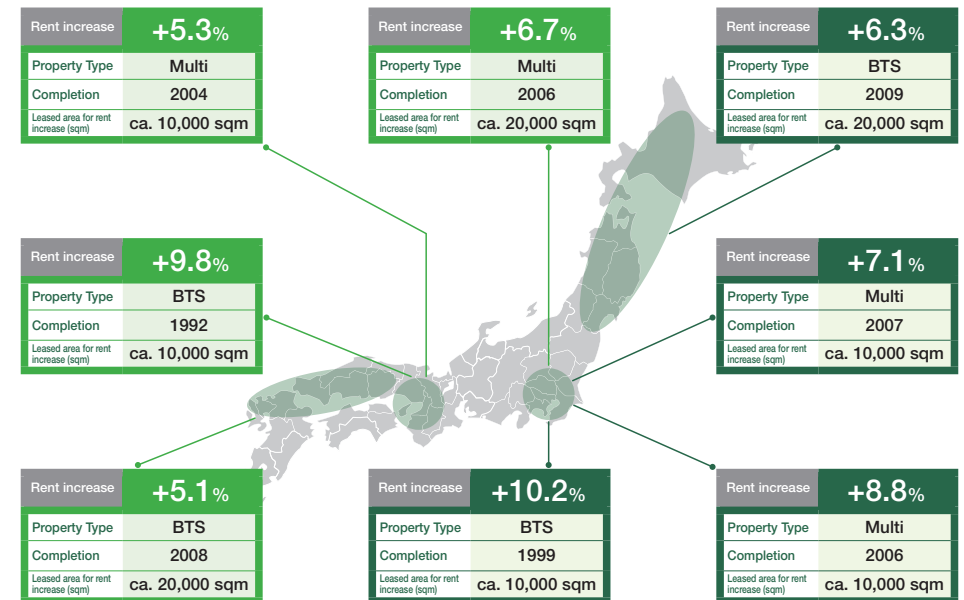 Rent increase +5.3%
Property Type Multi
Completion 2004
Leased area for rent
increase (sqm) ca. 10,000 sqm
Rent increase +6.7%
Property Type Multi
Completion 2006
Leased area for rent
increase (sqm) ca. 20,000 sqm
Rent increase +6.3%
Property Type BTS
Completion 2009
Leased area for rent
increase (sqm) ca. 20,000 sqm
Rent increase +9.8%
Property Type BTS
Completion 1992
Leased area for rent
increase (sqm) ca. 10,000 sqm
Rent increase +7.1%
Property Type Multi
Completion 2007
Leased area for rent
increase (sqm) ca. 10,000 sqm
Rent increase +5.1%
Property Type BTS
Completion 2008
Leased area for rent
increase (sqm) ca. 20,000 sqm
Rent increase +10.2%
Property Type BTS
Completion 1999
Leased area for rent
increase (sqm) ca. 10,000 sqm
Rent increase +8.8%
Property Type Multi
Completion 2006
Leased area for rent
increase (sqm) ca. 10,000 sqm